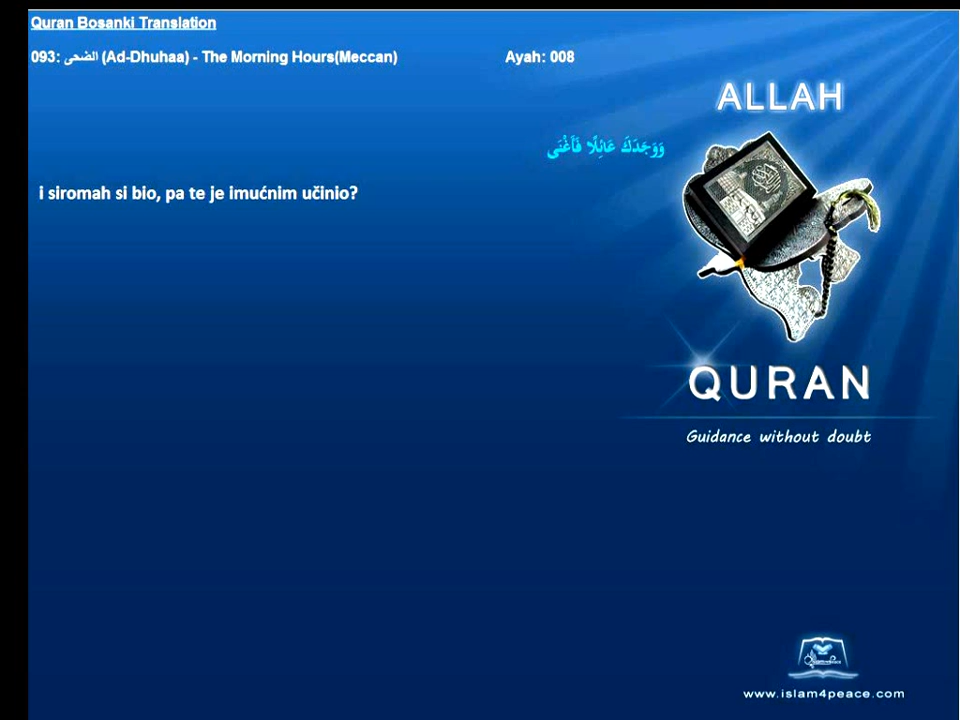 Quran Bosanki Translation
093: الضحى (Ad-Dhuhaa) - The Morning Hours(Meccan) Ayah: 008
ALLAH
وَوَجَدَكَ عَائِلًا فَأَغْنَى
i siromah si bio, pa te je imućnim učinio?
QURAN
Guidance without doubt
www.islam4peace.com